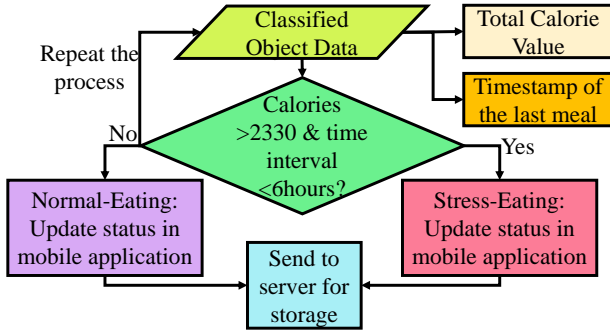 Classified
Object Data
Total Calorie
Value
Repeat the
process
Timestamp of
the last meal
Calories
>2330 & time
interval
<6hours?
No
Yes
Normal-Eating:
Update status in
mobile application
Stress-Eating:
Update status in
mobile application
Send to
server for
storage